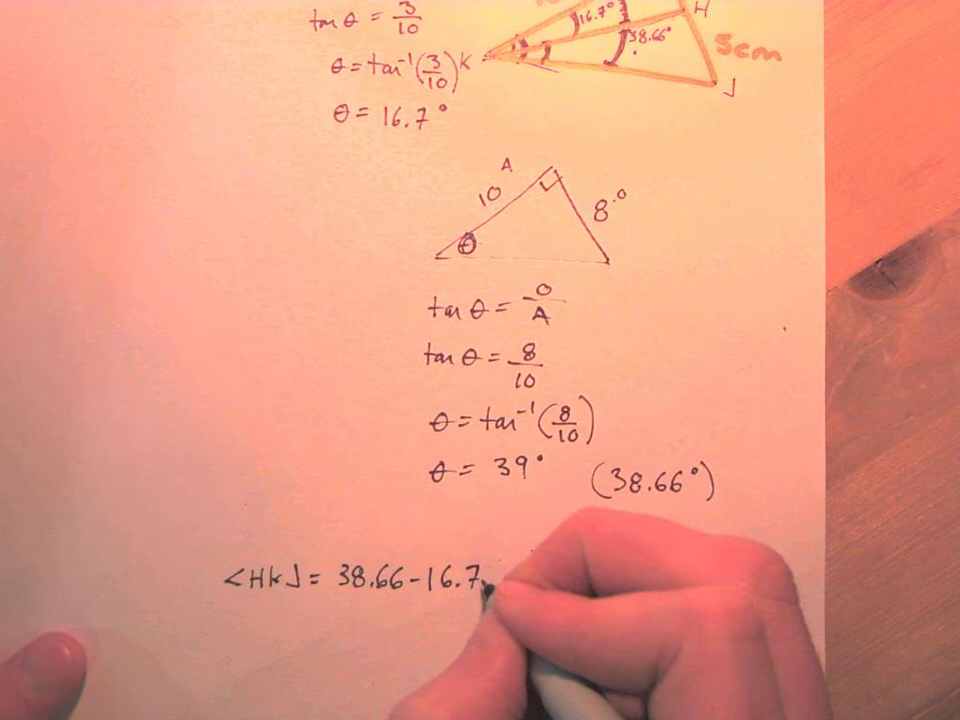 tan θ = 3/10
θ = tan⁻¹(3/10)
θ = 16.7°
K
16.7°
H
38.66°
5cm
J
A
10
8
O
θ
tan θ = O/A
tan θ = 8/10
θ = tan⁻¹(8/10)
θ = 39° (38.66°)
<HKJ = 38.66-16.7